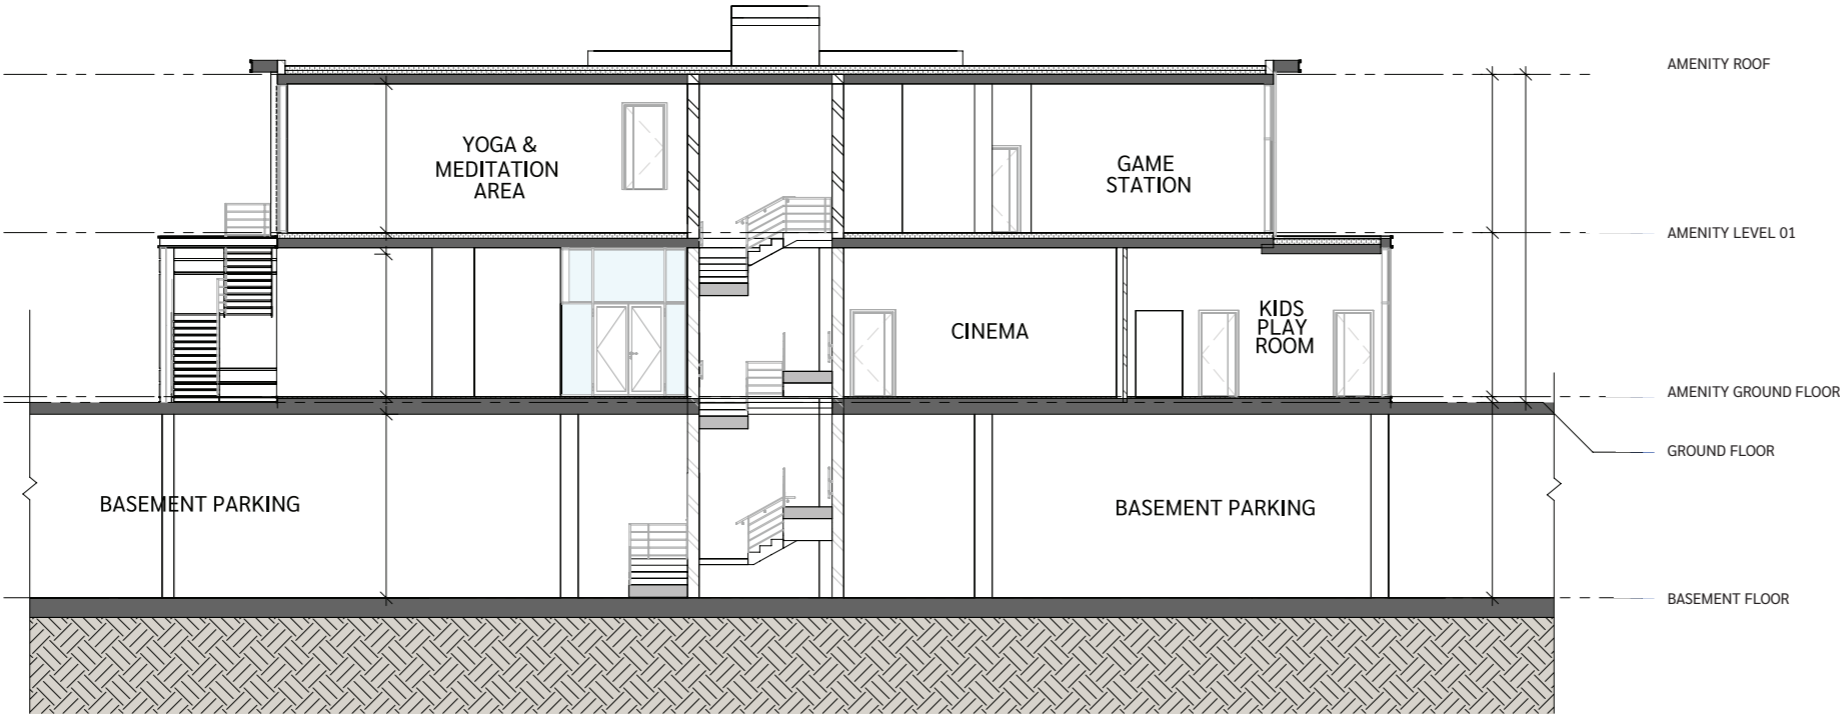 AMENITY ROOF
YOGA &
MEDITATION
AREA
GAME
STATION
AMENITY LEVEL 01
CINEMA
KIDS
PLAY
ROOM
AMENITY GROUND FLOOR
GROUND FLOOR
BASEMENT PARKING
BASEMENT PARKING
BASEMENT FLOOR